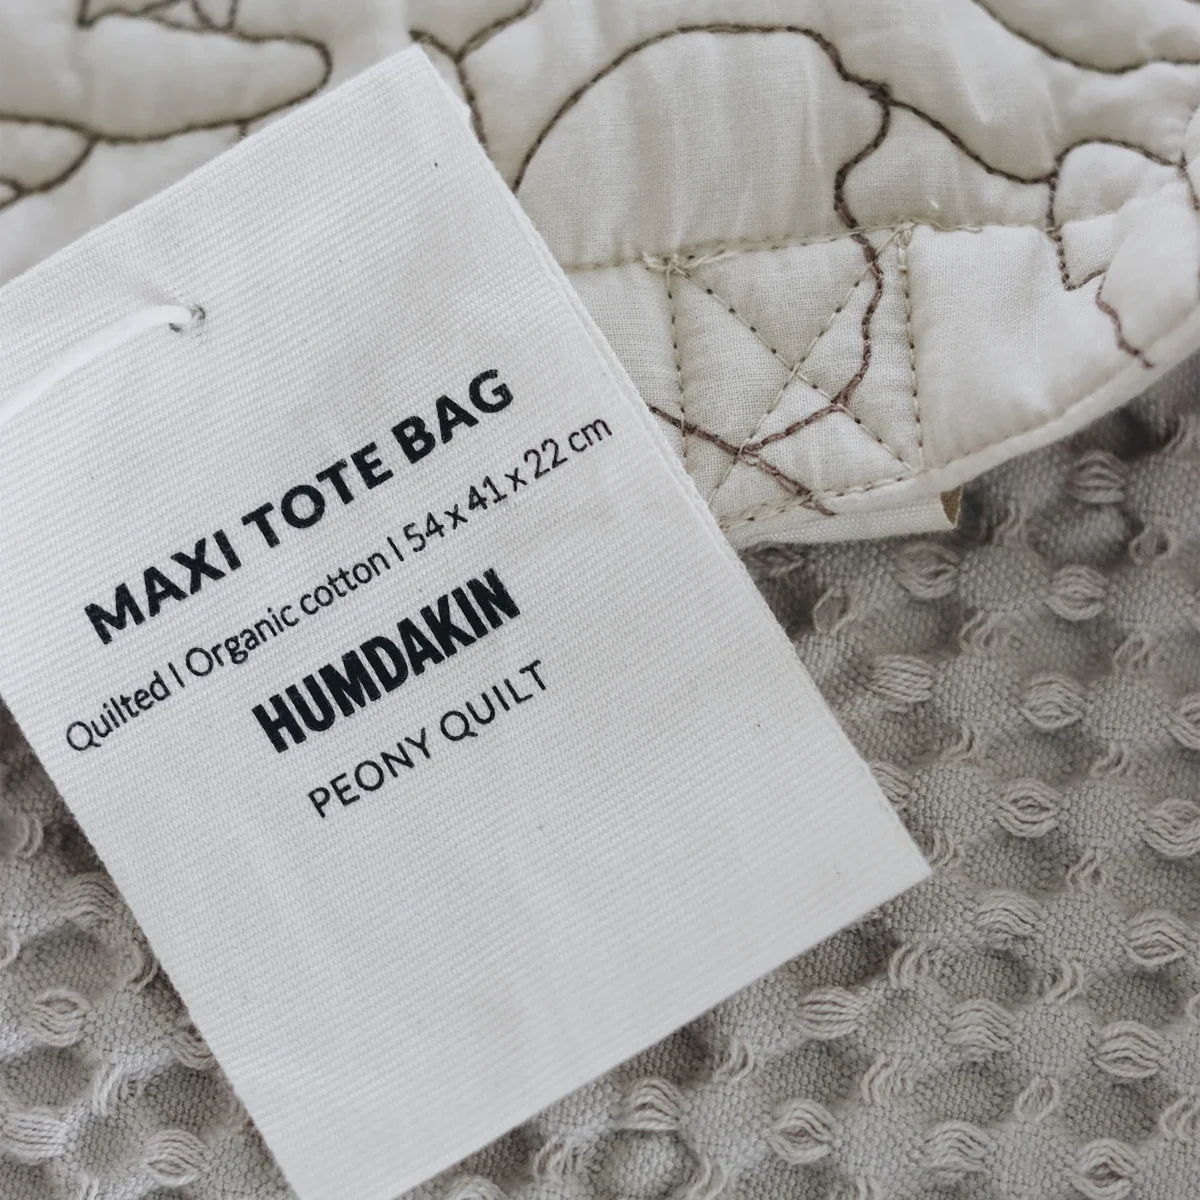 MAXI TOTE BAG
Quilted | Organic cotton | 54 x 41 x 22 cm
HUMDAKIN
PEONY QUILT